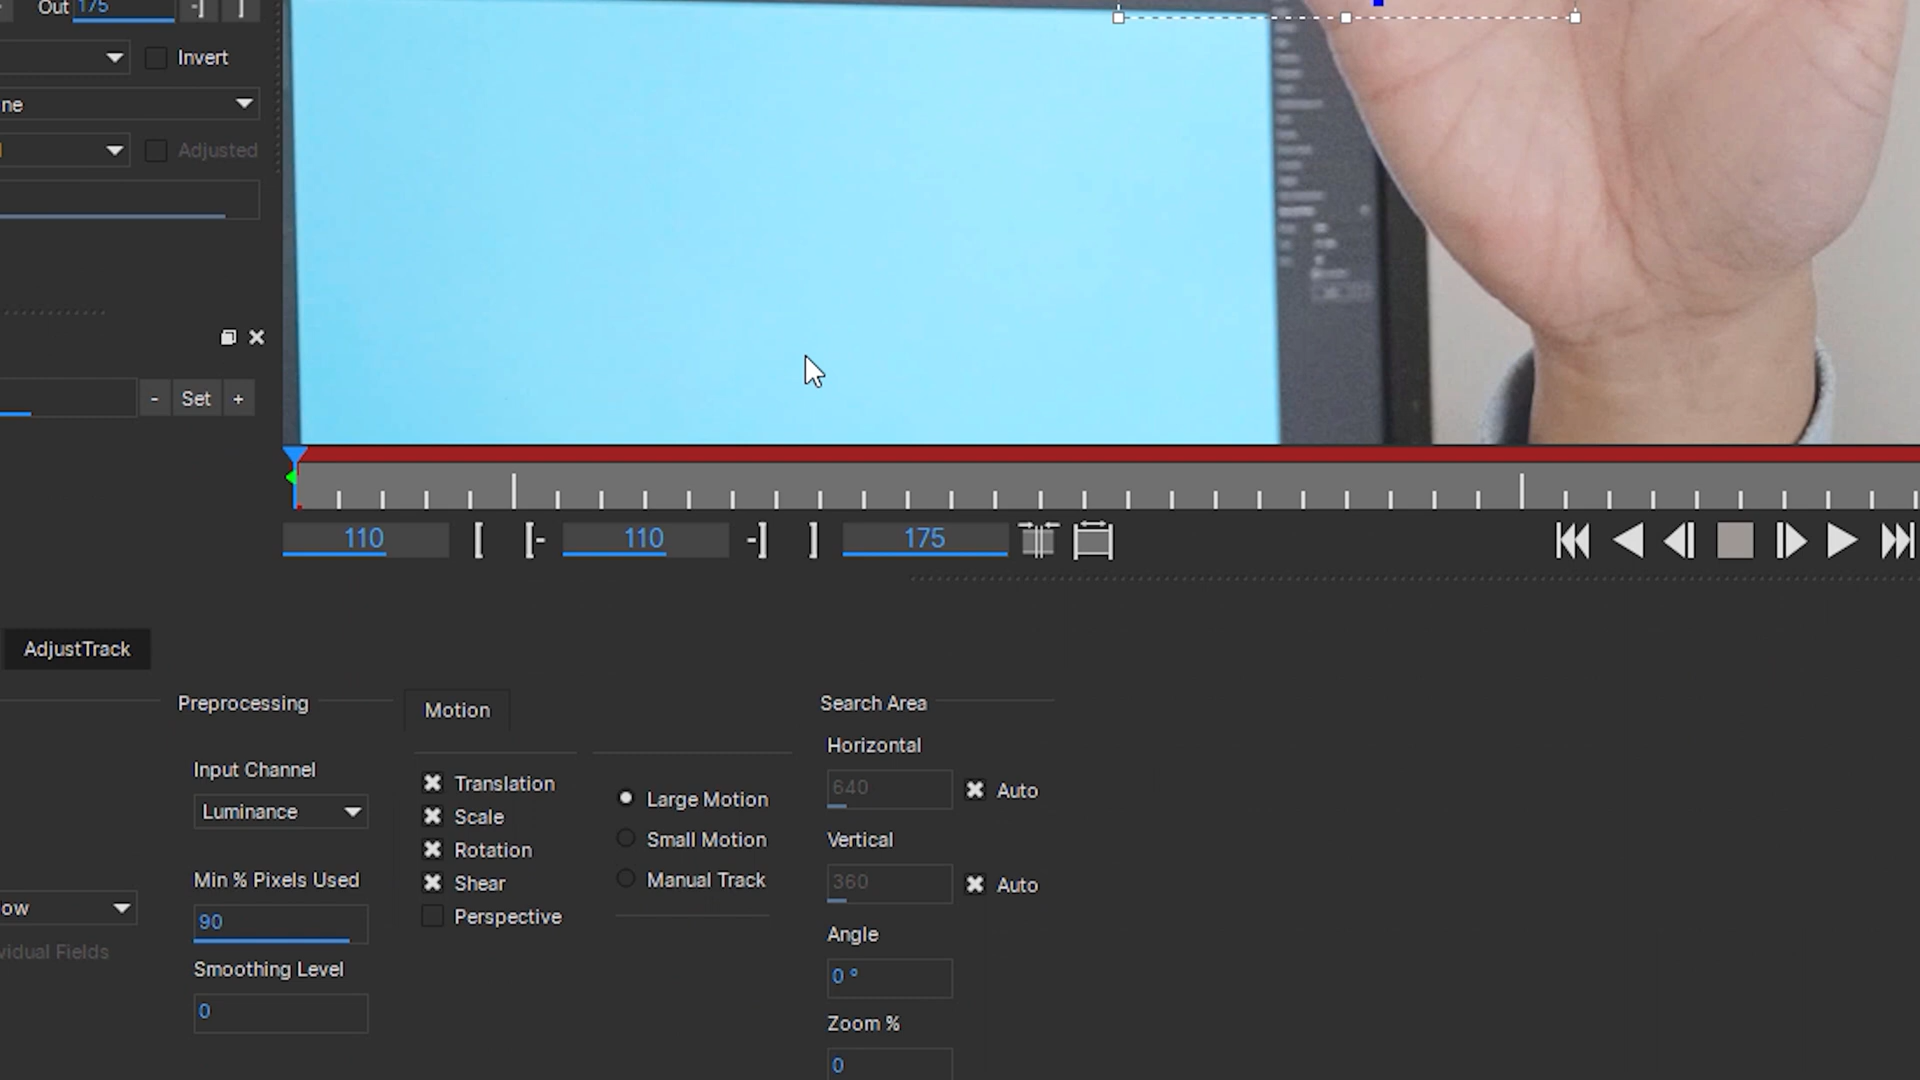 Out 175
Invert
ne
Adjusted
- Set +
110 [ [- 110 -] ] 175
AdjustTrack
Preprocessing
Input Channel
Luminance
Min % Pixels Used
90
Smoothing Level
0
ow
vidual Fields
Motion
Translation
Scale
Rotation
Shear
Perspective
Large Motion
Small Motion
Manual Track
Search Area
Horizontal
640 Auto
Vertical
360 Auto
Angle
0 °
Zoom %
0